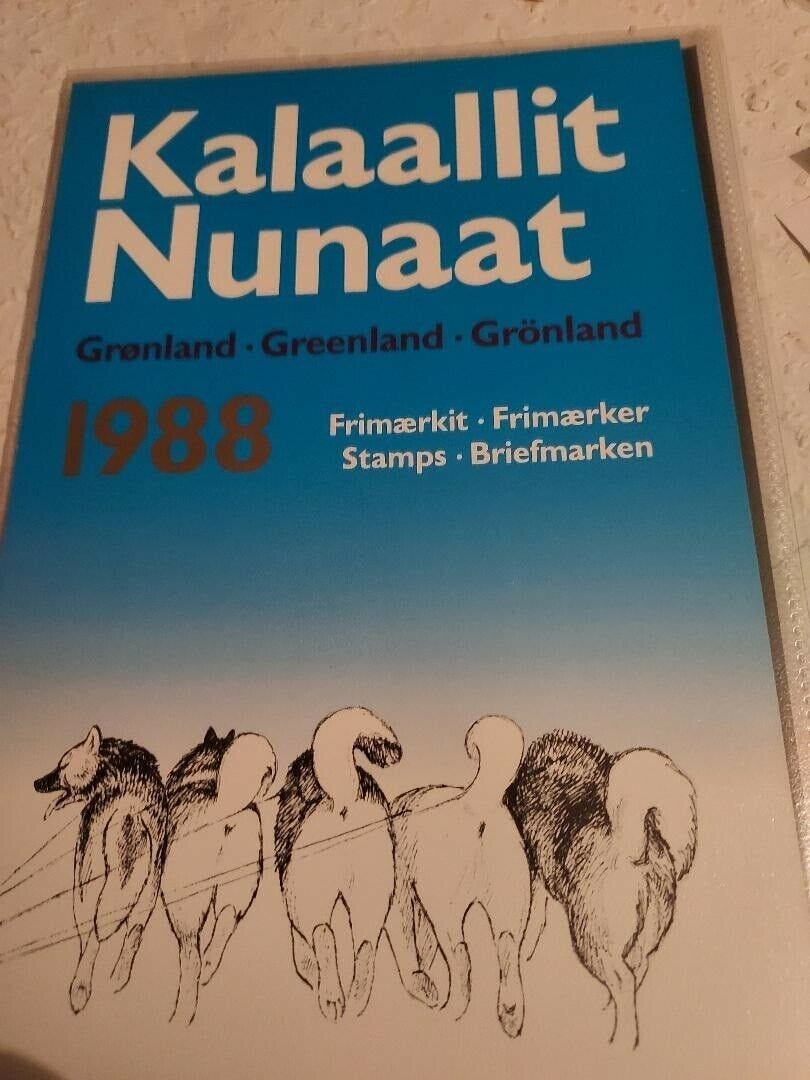 Kalaallit
Nunaat
Grønland · Greenland · Grönland
1988
Frimærkit · Frimærker
Stamps · Briefmarken